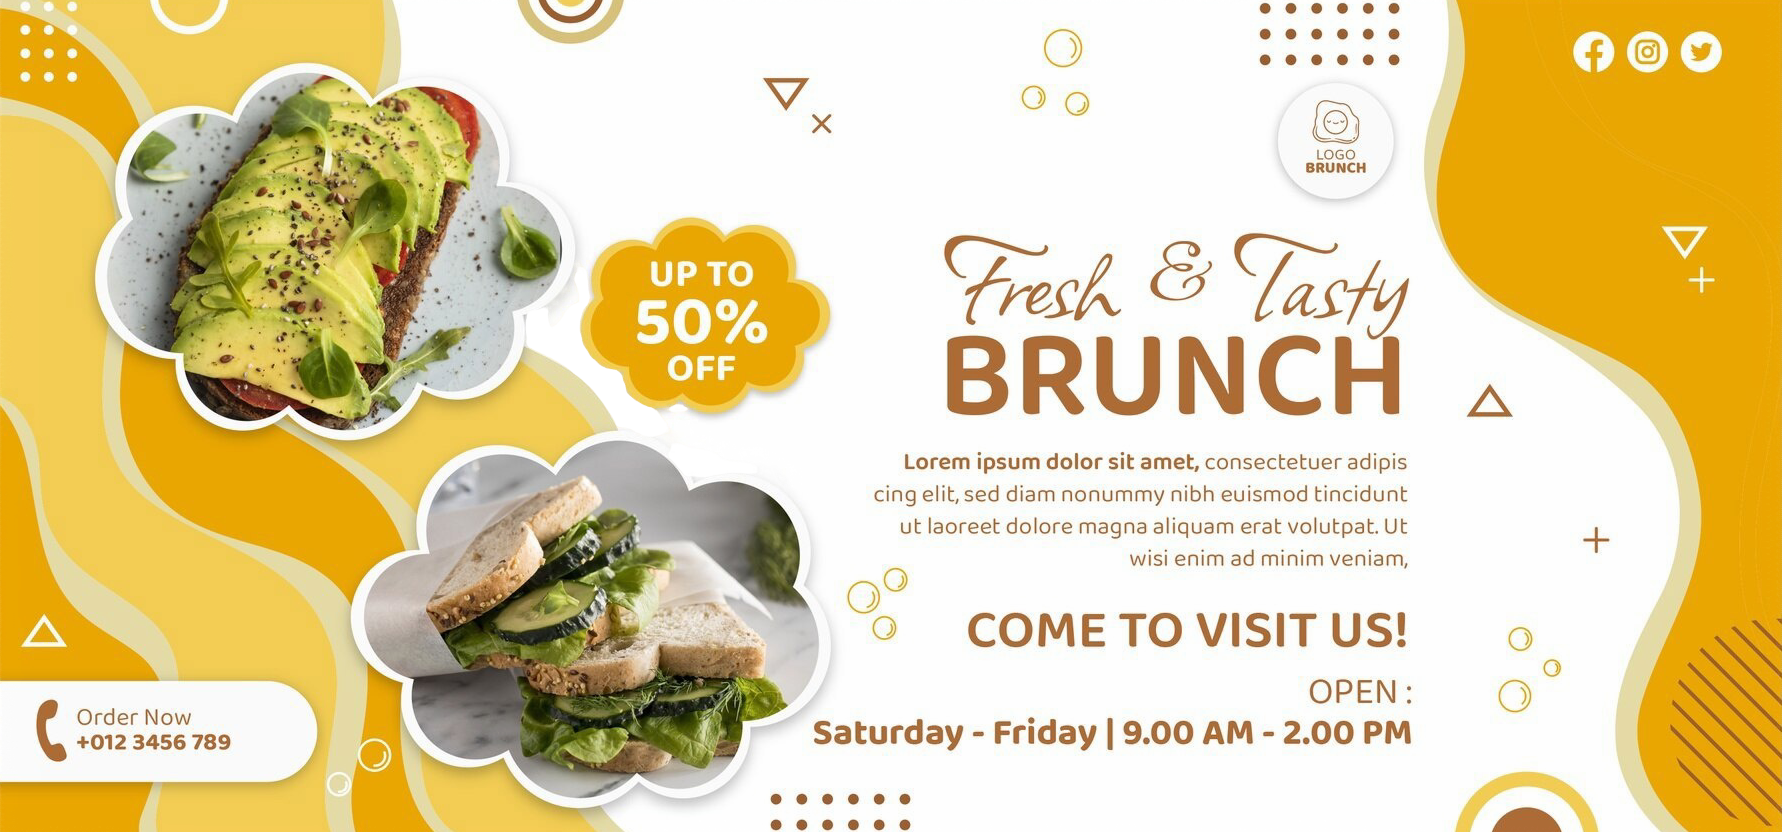 LOGO
BRUNCH
UP TO
50%
OFF
Fresh & Tasty
BRUNCH
Lorem ipsum dolor sit amet, consectetuer adipis
cing elit, sed diam nonummy nibh euismod tincidunt
ut laoreet dolore magna aliquam erat volutpat. Ut
wisi enim ad minim veniam,
COME TO VISIT US!
OPEN :
Saturday - Friday | 9.00 AM - 2.00 PM
Order Now
+012 3456 789